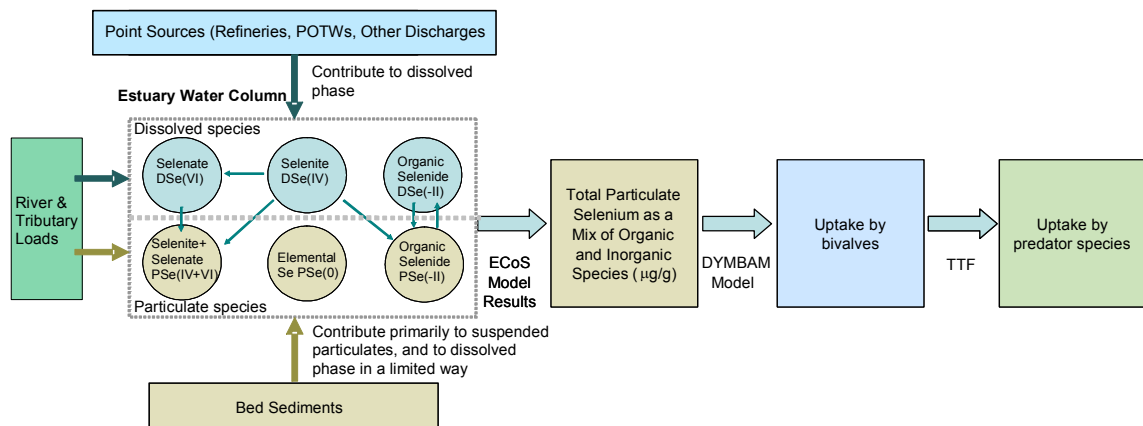 Point Sources (Refineries, POTWs, Other Discharges
Contribute to dissolved
phase
Estuary Water Column
Dissolved species
Selenate
DSe(VI)
Selenite
DSe(IV)
Organic
Selenide
DSe(-II)
River &
Tributary
Loads
Selenite+
Selenate
PSe(IV+VI)
Elemental
Se PSe(0)
Organic
Selenide
PSe(-II)
Particulate species
ECoS
Model
Results
Total Particulate
Selenium as a
Mix of Organic
and Inorganic
Species (µg/g)
DYMBAM
Model
Uptake by
bivalves
TTF
Uptake by
predator species
Contribute primarily to suspended
particulates, and to dissolved
phase in a limited way
Bed Sediments